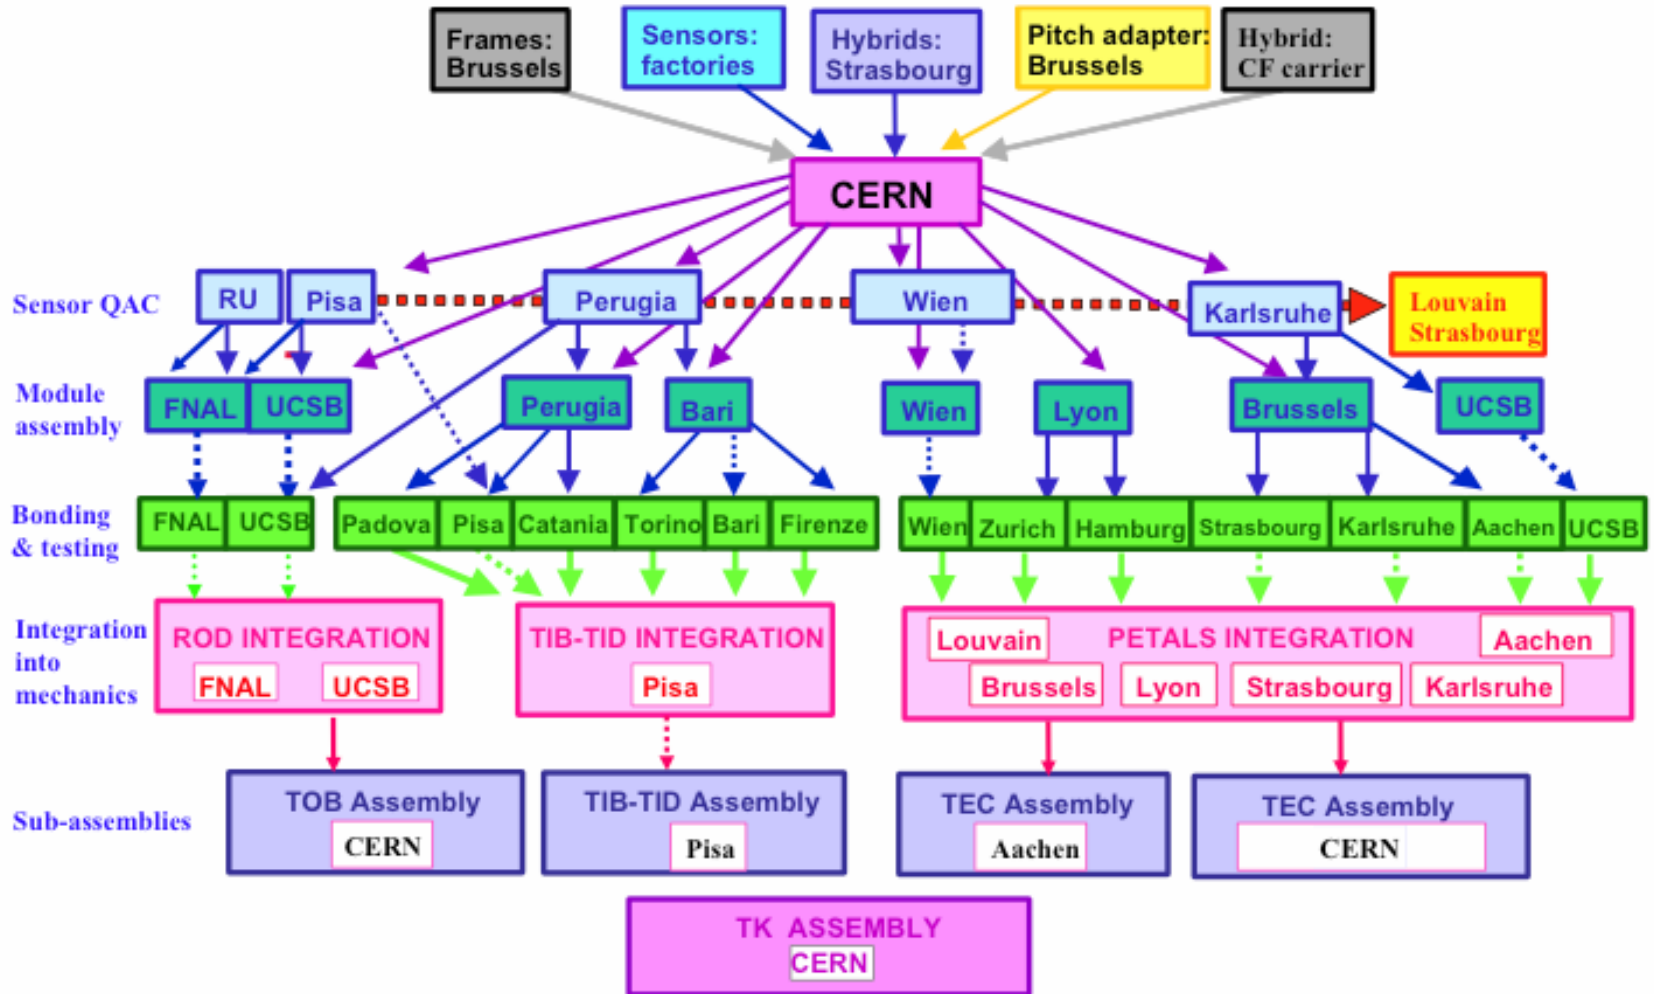 Frames:
Brussels
Sensors:
factories
Hybrids:
Strasbourg
Pitch adapter:
Brussels
Hybrid:
CF carrier
CERN
Sensor QAC
RU
Pisa
Perugia
Wien
Karlsruhe
Louvain
Strasbourg
Module
assembly
FNAL
UCSB
Perugia
Bari
Wien
Lyon
Brussels
UCSB
Bonding
& testing
FNAL
UCSB
Padova
Pisa
Catania
Torino
Bari
Firenze
Wien
Zurich
Hamburg
Strasbourg
Karlsruhe
Aachen
UCSB
Integration
into
mechanics
ROD INTEGRATION
FNAL
UCSB
TIB-TID INTEGRATION
Pisa
PETALS INTEGRATION
Louvain
Aachen
Brussels
Lyon
Strasbourg
Karlsruhe
Sub-assemblies
TOB Assembly
CERN
TIB-TID Assembly
Pisa
TEC Assembly
Aachen
TEC Assembly
CERN
TK ASSEMBLY
CERN